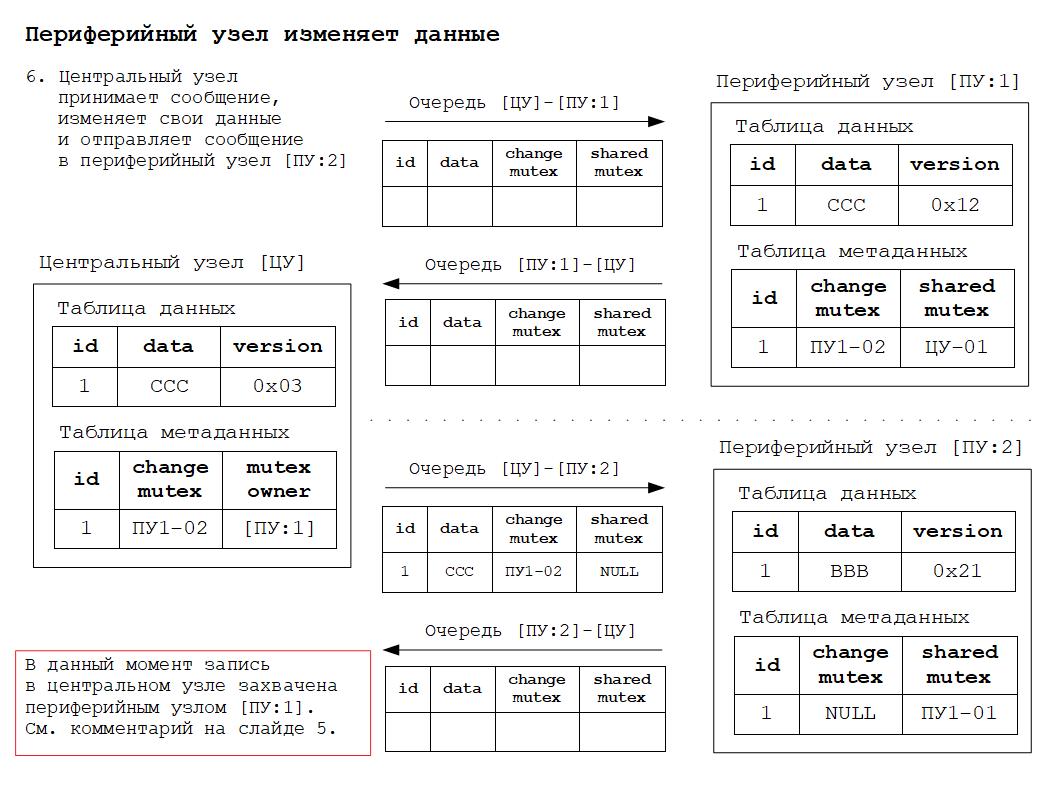 Периферийный узел изменяет данные
6. Центральный узел
принимает сообщение,
изменяет свои данные
и отправляет сообщение
в периферийный узел [ПУ:2]
Очередь [ЦУ]-[ПУ:1]
id data change mutex shared mutex
Периферийный узел [ПУ:1]
Таблица данных
id data version
1 CCC 0x12
Таблица метаданных
id change mutex shared mutex
1 ПУ1-02 ЦУ-01
Очередь [ПУ:1]-[ЦУ]
id data change mutex shared mutex
Центральный узел [ЦУ]
Таблица данных
id data version
1 CCC 0x03
Таблица метаданных
id change mutex mutex owner
1 ПУ1-02 [ПУ:1]
Очередь [ЦУ]-[ПУ:2]
id data change mutex shared mutex
1 CCC ПУ1-02 NULL
Периферийный узел [ПУ:2]
Таблица данных
id data version
1 BBB 0x21
Таблица метаданных
id change mutex shared mutex
1 NULL ПУ1-01
Очередь [ПУ:2]-[ЦУ]
id data change mutex shared mutex
В данный момент запись
в центральном узле захвачена
периферийным узлом [ПУ:1].
См. комментарий на слайде 5.